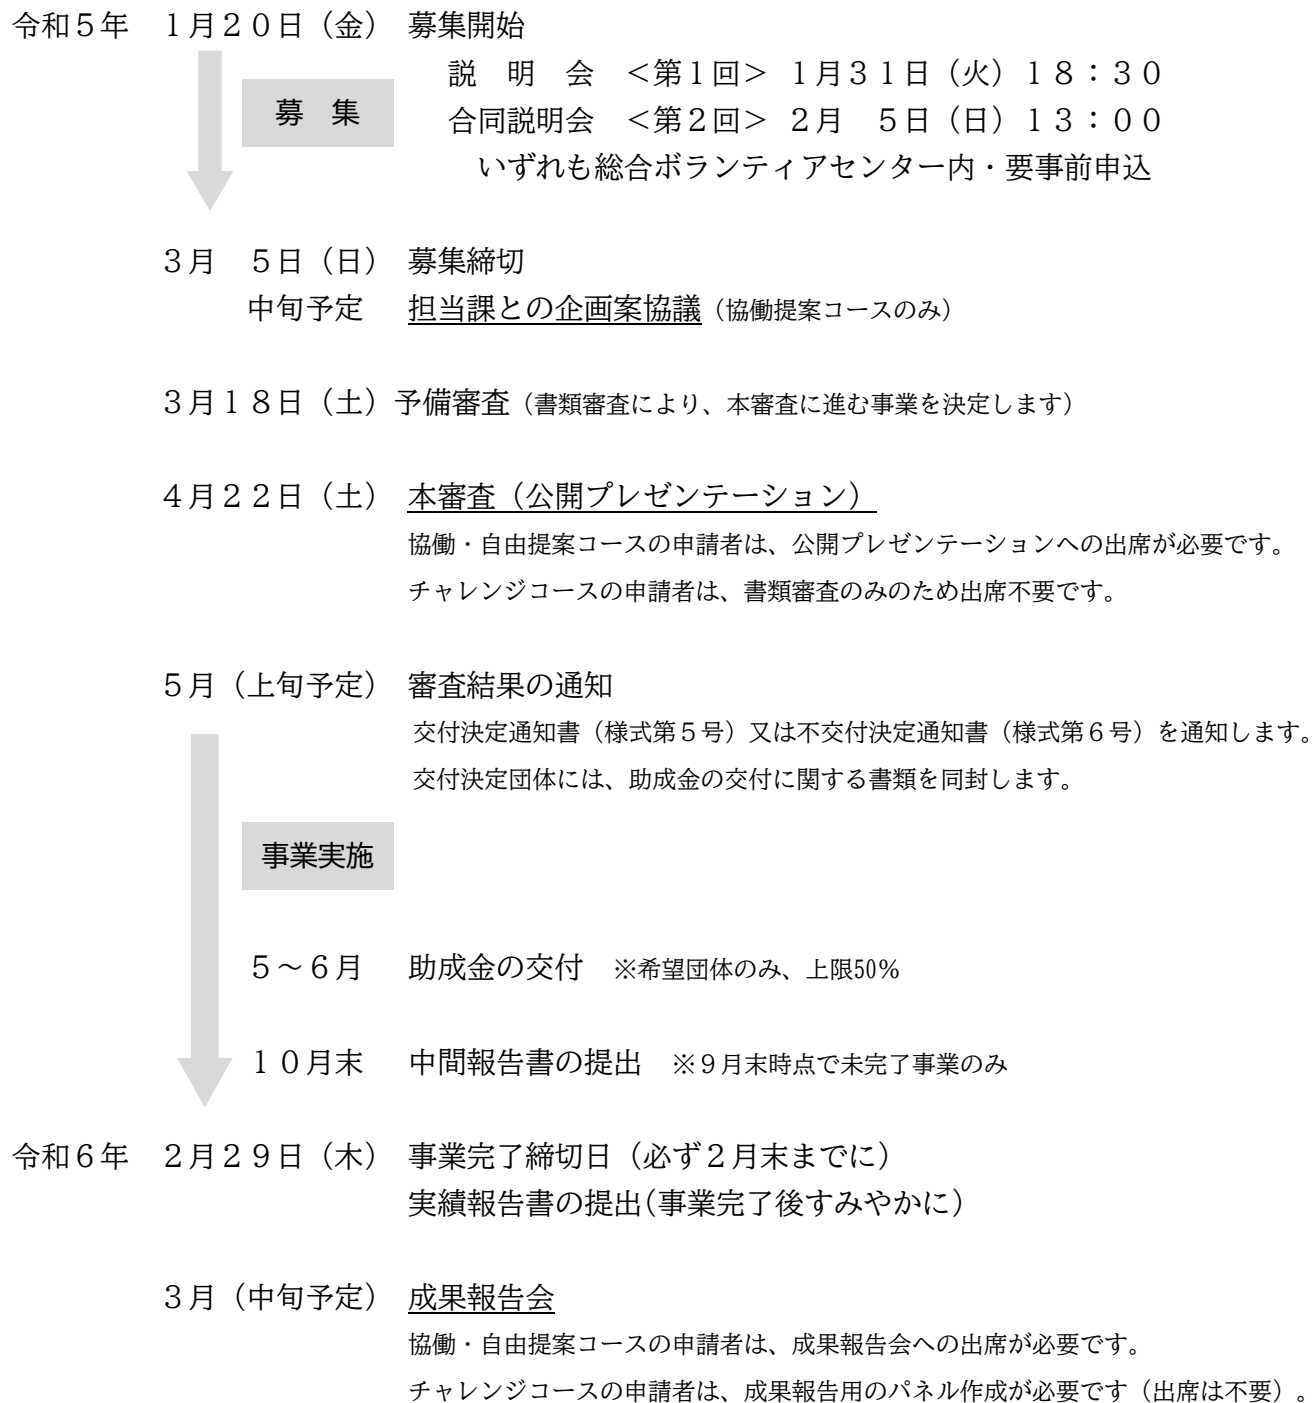 令和５年　１月２０日（金）　募集開始
説　明　会　＜第１回＞　１月３１日（火）１８：３０
募　集
合同説明会　＜第２回＞　２月　５日（日）１３：００
いずれも総合ボランティアセンター内・要事前申込
３月　５日（日）　募集締切
中旬予定　担当課との企画案協議（協働提案コースのみ）
３月１８日（土）予備審査（書類審査により、本審査に進む事業を決定します）
４月２２日（土）　本審査（公開プレゼンテーション）
協働・自由提案コースの申請者は、公開プレゼンテーションへの出席が必要です。
チャレンジコースの申請者は、書類審査のみのため出席不要です。
５月（上旬予定）　審査結果の通知
交付決定通知書（様式第５号）又は不交付決定通知書（様式第６号）を通知します。
交付決定団体には、助成金の交付に関する書類を同封します。
事業実施
５～６月　助成金の交付　※希望団体のみ、上限50％
１０月末　中間報告書の提出　※９月末時点で未完了事業のみ
令和６年　２月２９日（木）　事業完了締切日（必ず２月末までに）
実績報告書の提出（事業完了後すみやかに）
３月（中旬予定）　成果報告会
協働・自由提案コースの申請者は、成果報告会への出席が必要です。
チャレンジコースの申請者は、成果報告用のパネル作成が必要です（出席は不要）。